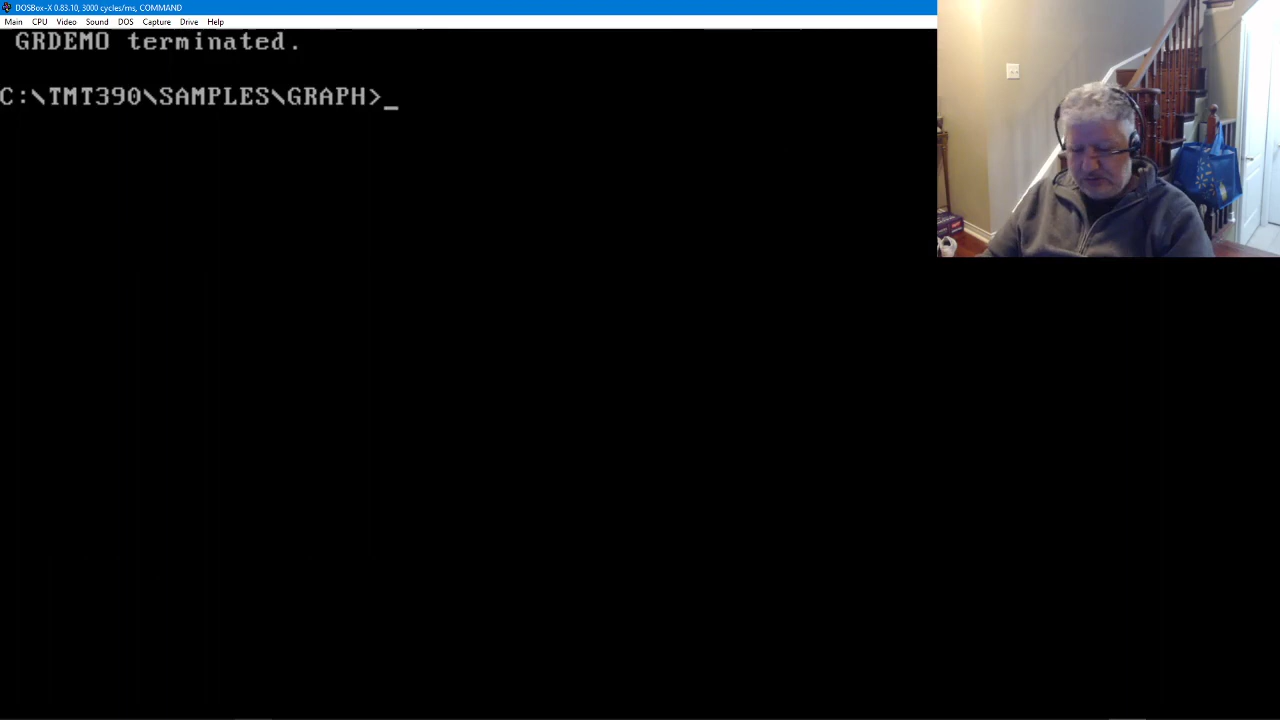 DOSBox-X 0.83.10, 3000 cycles/ms, COMMAND
Main CPU Video Sound DOS Capture Drive Help
GRDEMO terminated.
C:\TMT390\SAMPLES\GRAPH>_